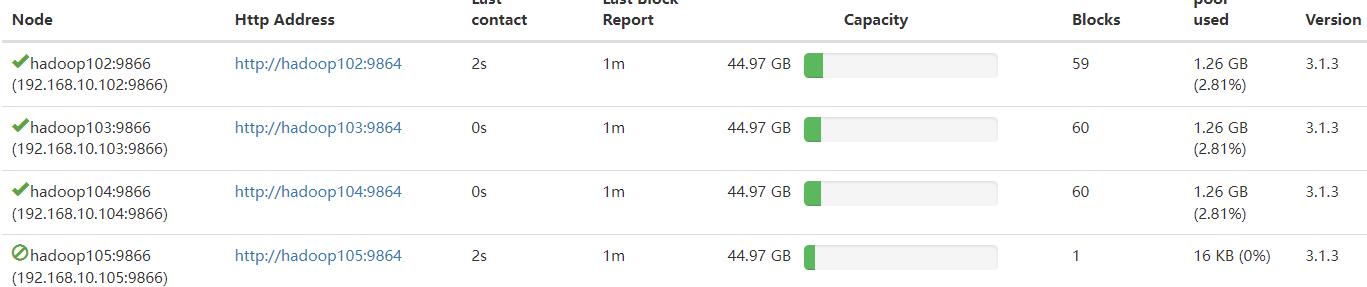 Node Http Address Last contact Last Block Report Capacity Blocks pool used Version
hadoop102:9866 http://hadoop102:9864 2s 1m 44.97 GB 59 1.26 GB 3.1.3
(192.168.10.102:9866) (2.81%)
hadoop103:9866 http://hadoop103:9864 0s 1m 44.97 GB 60 1.26 GB 3.1.3
(192.168.10.103:9866) (2.81%)
hadoop104:9866 http://hadoop104:9864 0s 1m 44.97 GB 60 1.26 GB 3.1.3
(192.168.10.104:9866) (2.81%)
hadoop105:9866 http://hadoop105:9864 2s 1m 44.97 GB 1 16 KB (0%) 3.1.3
(192.168.10.105:9866)